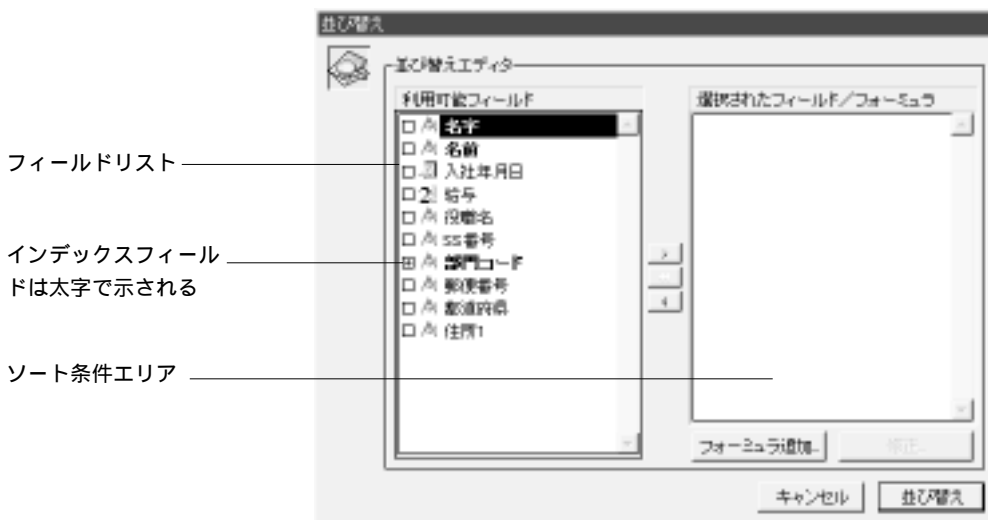 並び替え
並び替えエディタ
利用可能フィールド
選択されたフィールド／フォーミュラ
名字
名前
フィールドリスト
入社年月日
給与
役職名
SS番号
インデックスフィール
ドは太字で示される
部門コード
郵便番号
都道府県
住所1
ソート条件エリア
フォーミュラ追加...
修正...
キャンセル
並び替え